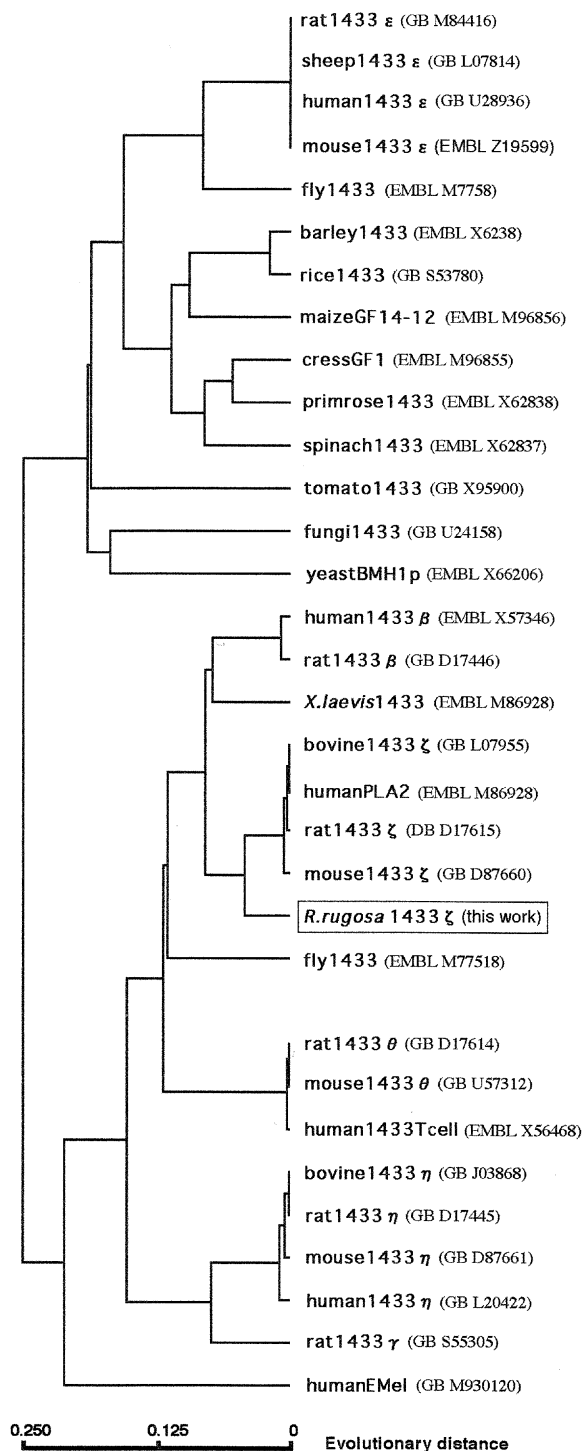 rat1433 ε (GB M84416)
sheep1433 ε (GB L07814)
human1433 ε (GB U28936)
mouse1433 ε (EMBL Z19599)
fly1433 (EMBL M7758)
barley1433 (EMBL X6238)
rice1433 (GB S53780)
maizeGF14-12 (EMBL M96856)
cressGF1 (EMBL M96855)
primrose1433 (EMBL X62838)
spinach1433 (EMBL X62837)
tomato1433 (GB X95900)
fungi1433 (GB U24158)
yeastBMH1p (EMBL X66206)
human1433 β (EMBL X57346)
rat1433 β (GB D17446)
X.laevis1433 (EMBL M86928)
bovine1433 ζ (GB L07955)
humanPLA2 (EMBL M86928)
rat1433 ζ (DB D17615)
mouse1433 ζ (GB D87660)
R.rugosa 1433 ζ (this work)
fly1433 (EMBL M77518)
rat1433 θ (GB D17614)
mouse1433 θ (GB U57312)
human1433Tcell (EMBL X56468)
bovine1433 η (GB J03868)
rat1433 η (GB D17445)
mouse1433 η (GB D87661)
human1433 η (GB L20422)
rat1433 γ (GB S55305)
humanEMel (GB M930120)
0.250 0.125 0 Evolutionary distance